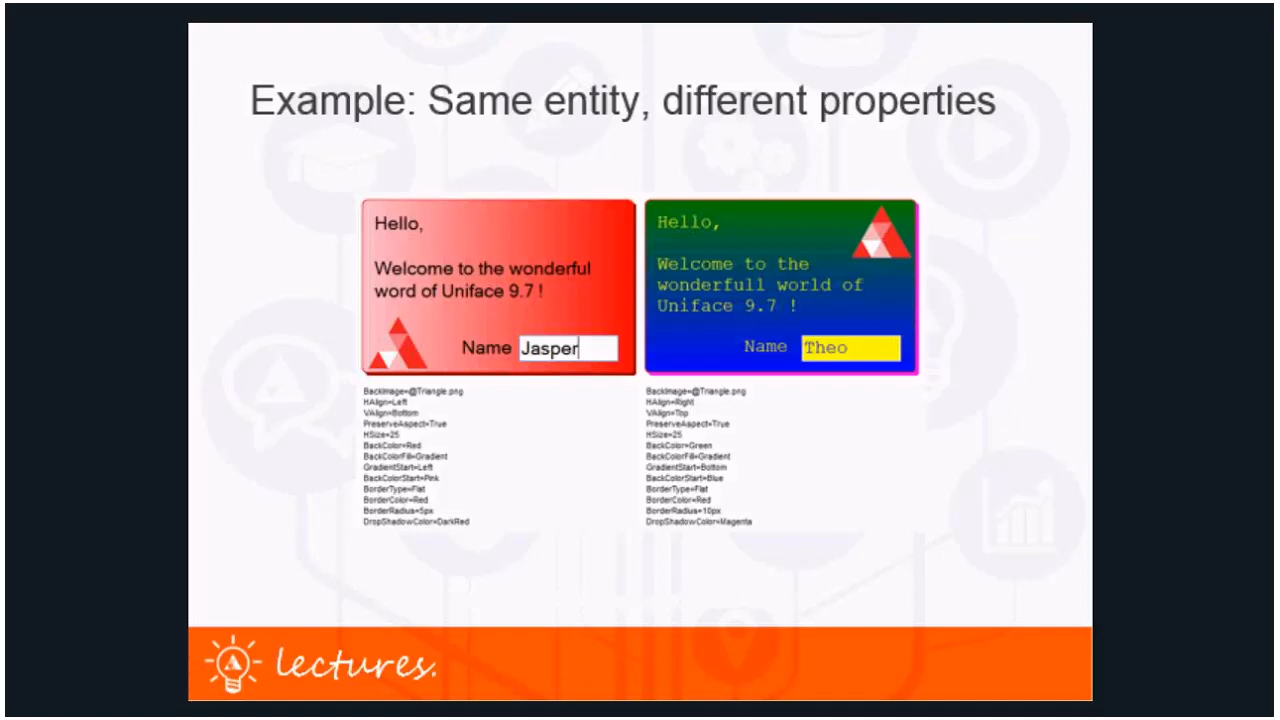 Example: Same entity, different properties
Hello,
Welcome to the wonderful
word of Uniface 9.7 !
Name Jasper
Hello,
Welcome to the
wonderfull world of
Uniface 9.7 !
Name Theo
BackImage=@Triangle.png
HAlign=Left
VAlign=Bottom
PreserveAspect=True
HSize=25
BackColor=Red
BackColorFill=Gradient
GradientStart=Left
BackColorStart=Pink
BorderType=Flat
BorderColor=Red
BorderRadius=5px
DropShadowColor=DarkRed
BackImage=@Triangle.png
HAlign=Right
VAlign=Top
PreserveAspect=True
HSize=25
BackColor=Green
BackColorFill=Gradient
GradientStart=Bottom
BackColorStart=Blue
BorderType=Flat
BorderColor=Red
BorderRadius=10px
DropShadowColor=Magenta
lectures.